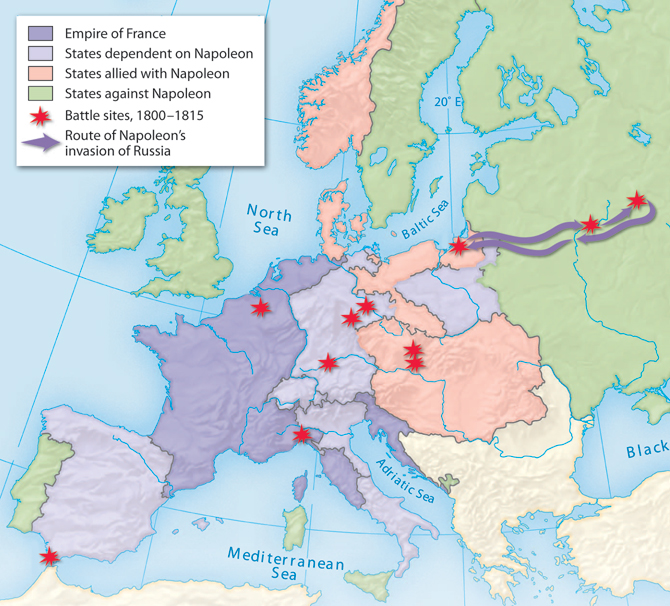 Empire of France
States dependent on Napoleon
States allied with Napoleon
States against Napoleon
Battle sites, 1800–1815
Route of Napoleon's
invasion of Russia
20° E
North
Sea
Baltic Sea
Adriatic Sea
Black
Mediterranean
Sea